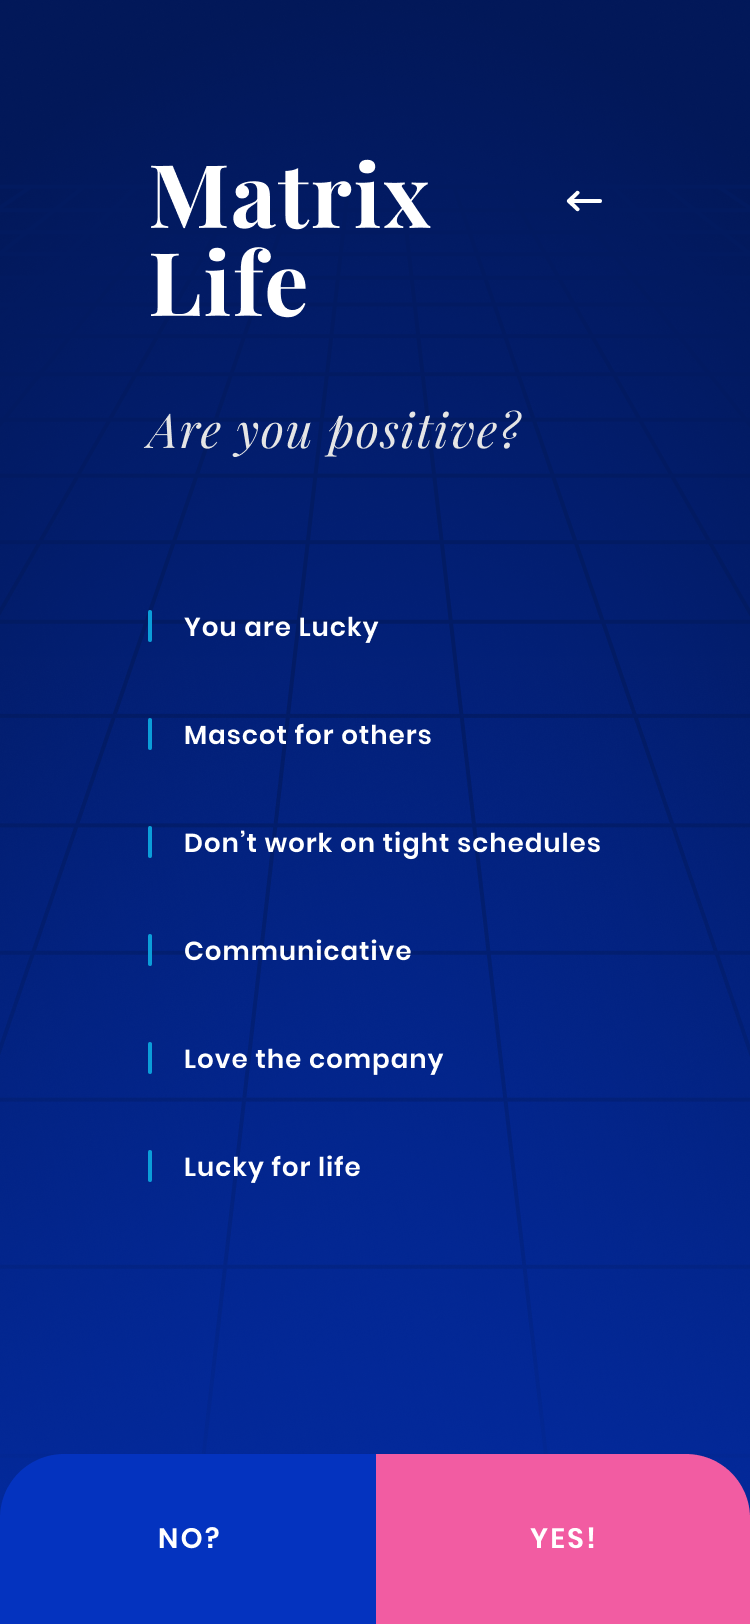 Matrix
Life
Are you positive?
You are Lucky
Mascot for others
Don’t work on tight schedules
Communicative
Love the company
Lucky for life
NO?
YES!